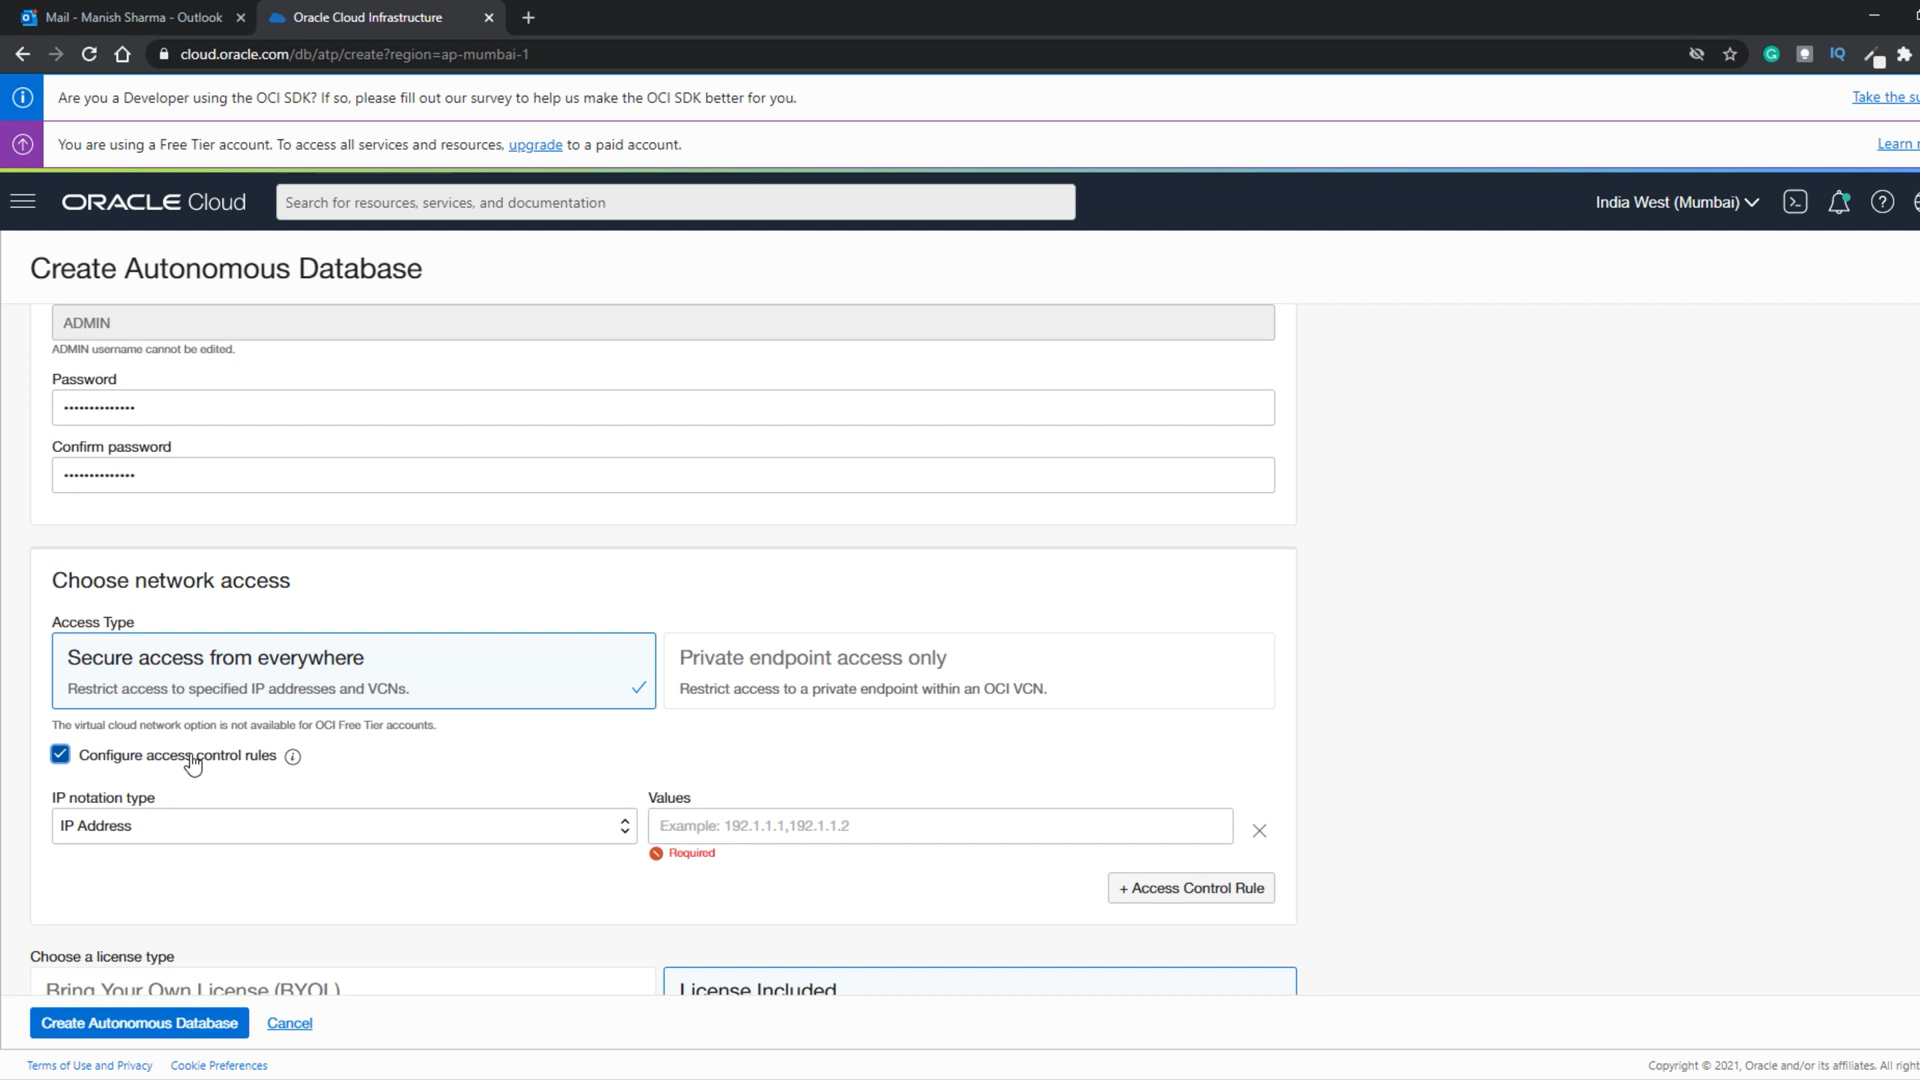 Mail - Manish Sharma - Outlook
Oracle Cloud Infrastructure
cloud.oracle.com/db/atp/create?region=ap-mumbai-1
Are you a Developer using the OCI SDK? If so, please fill out our survey to help us make the OCI SDK better for you.
Take the su
You are using a Free Tier account. To access all services and resources, upgrade to a paid account.
Learn
ORACLE Cloud
Search for resources, services, and documentation
India West (Mumbai)
Create Autonomous Database
ADMIN
ADMIN username cannot be edited.
Password
Confirm password
Choose network access
Access Type
Secure access from everywhere
Restrict access to specified IP addresses and VCNs.
Private endpoint access only
Restrict access to a private endpoint within an OCI VCN.
The virtual cloud network option is not available for OCI Free Tier accounts.
Configure access control rules
IP notation type
IP Address
Values
Example: 192.1.1.1,192.1.1.2
Required
+ Access Control Rule
Choose a license type
Bring Your Own License (BYOL)
License Included
Create Autonomous Database
Cancel
Terms of Use and Privacy
Cookie Preferences
Copyright © 2021, Oracle and/or its affiliates. All right